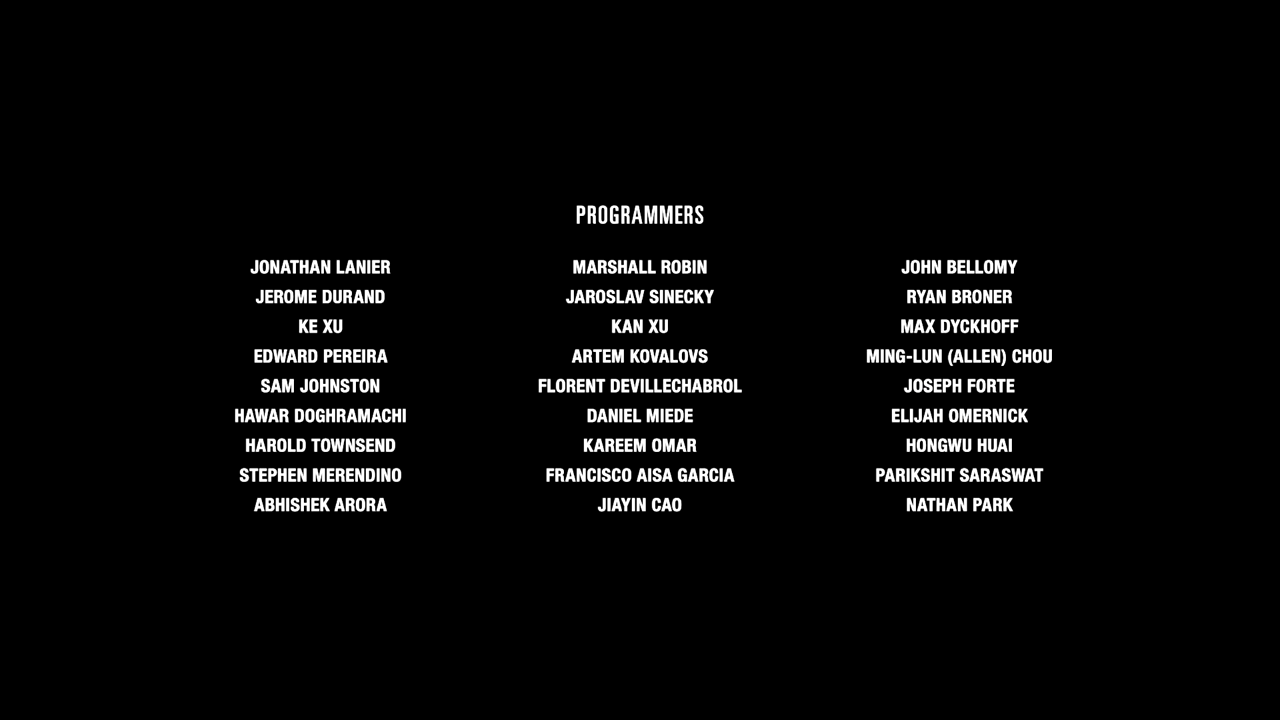 PROGRAMMERS
JONATHAN LANIER MARSHALL ROBIN JOHN BELLOMY
JEROME DURAND JAROSLAV SINECKY RYAN BRONER
KE XU KAN XU MAX DYCKHOFF
EDWARD PEREIRA ARTEM KOVALOVS MING-LUN (ALLEN) CHOU
SAM JOHNSTON FLORENT DEVILLECHABROL JOSEPH FORTE
HAWAR DOGHRAMACHI DANIEL MIEDE ELIJAH OMERNICK
HAROLD TOWNSEND KAREEM OMAR HONGWU HUAI
STEPHEN MERENDINO FRANCISCO AISA GARCIA PARIKSHIT SARASWAT
ABHISHEK ARORA JIAYIN CAO NATHAN PARK